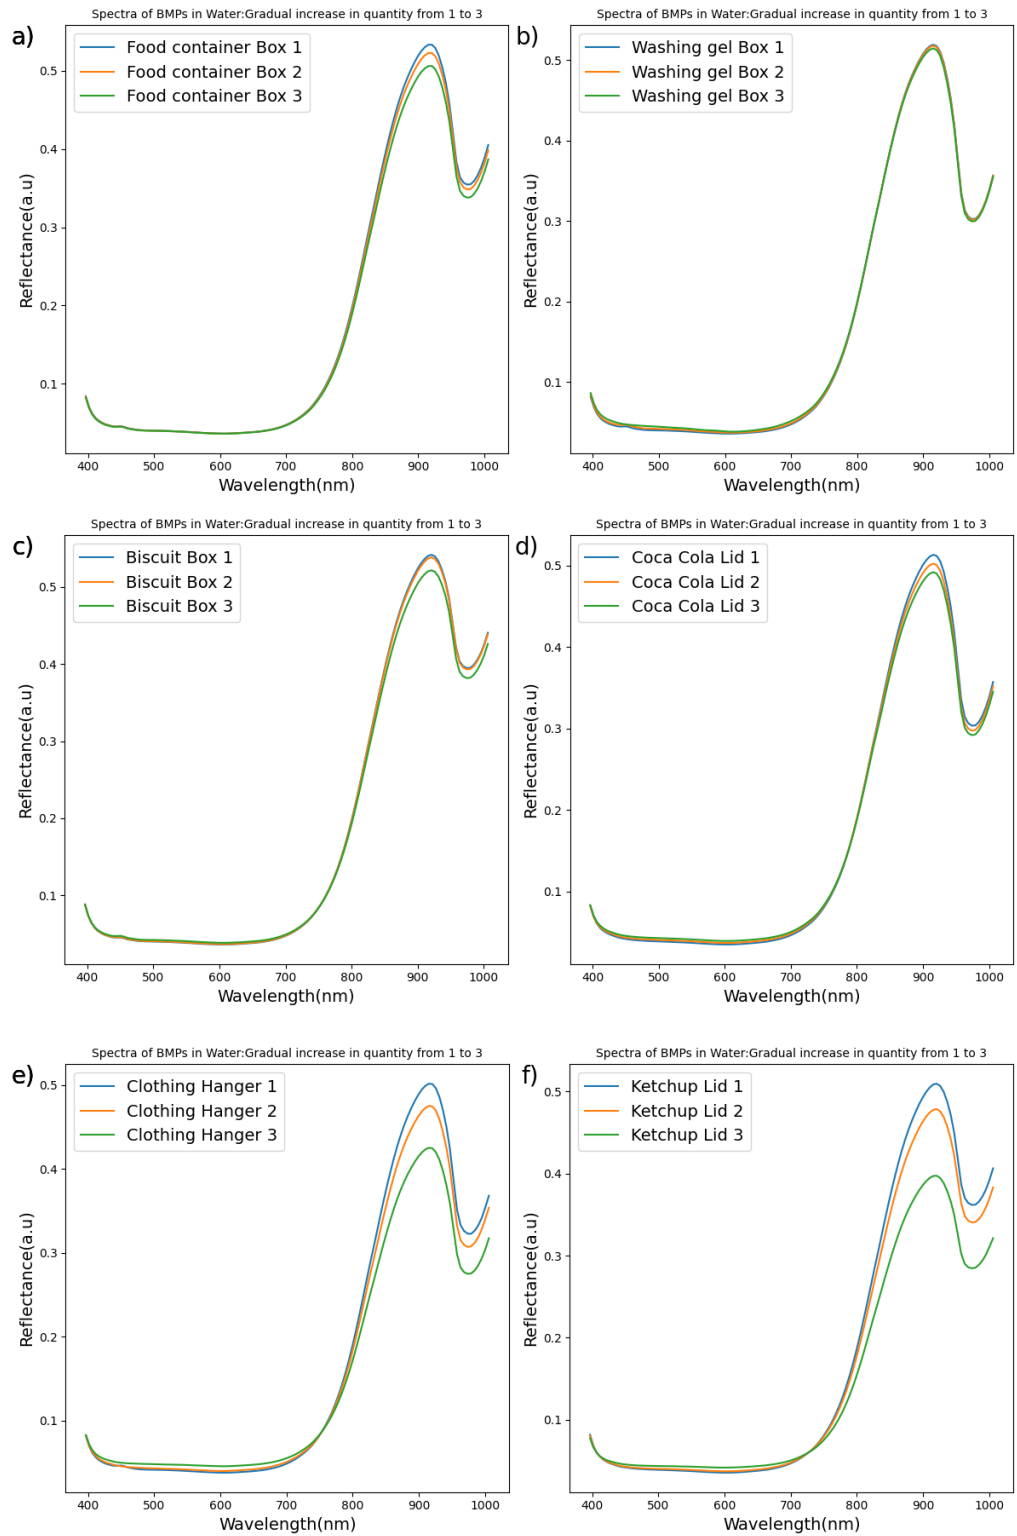 Spectra of BMPs in Water:Gradual increase in quantity from 1 to 3
a)
Food container Box 1
Food container Box 2
Food container Box 3
0.5
0.4
0.3
0.2
0.1
Reflectance(a.u)
400 500 600 700 800 900 1000
Wavelength(nm)
Spectra of BMPs in Water:Gradual increase in quantity from 1 to 3
b)
Washing gel Box 1
Washing gel Box 2
Washing gel Box 3
0.5
0.4
0.3
0.2
0.1
Reflectance(a.u)
400 500 600 700 800 900 1000
Wavelength(nm)
Spectra of BMPs in Water:Gradual increase in quantity from 1 to 3
c)
Biscuit Box 1
Biscuit Box 2
Biscuit Box 3
0.5
0.4
0.3
0.2
0.1
Reflectance(a.u)
400 500 600 700 800 900 1000
Wavelength(nm)
Spectra of BMPs in Water:Gradual increase in quantity from 1 to 3
d)
Coca Cola Lid 1
Coca Cola Lid 2
Coca Cola Lid 3
0.5
0.4
0.3
0.2
0.1
Reflectance(a.u)
400 500 600 700 800 900 1000
Wavelength(nm)
Spectra of BMPs in Water:Gradual increase in quantity from 1 to 3
e)
Clothing Hanger 1
Clothing Hanger 2
Clothing Hanger 3
0.5
0.4
0.3
0.2
0.1
Reflectance(a.u)
400 500 600 700 800 900 1000
Wavelength(nm)
Spectra of BMPs in Water:Gradual increase in quantity from 1 to 3
f)
Ketchup Lid 1
Ketchup Lid 2
Ketchup Lid 3
0.5
0.4
0.3
0.2
0.1
Reflectance(a.u)
400 500 600 700 800 900 1000
Wavelength(nm)